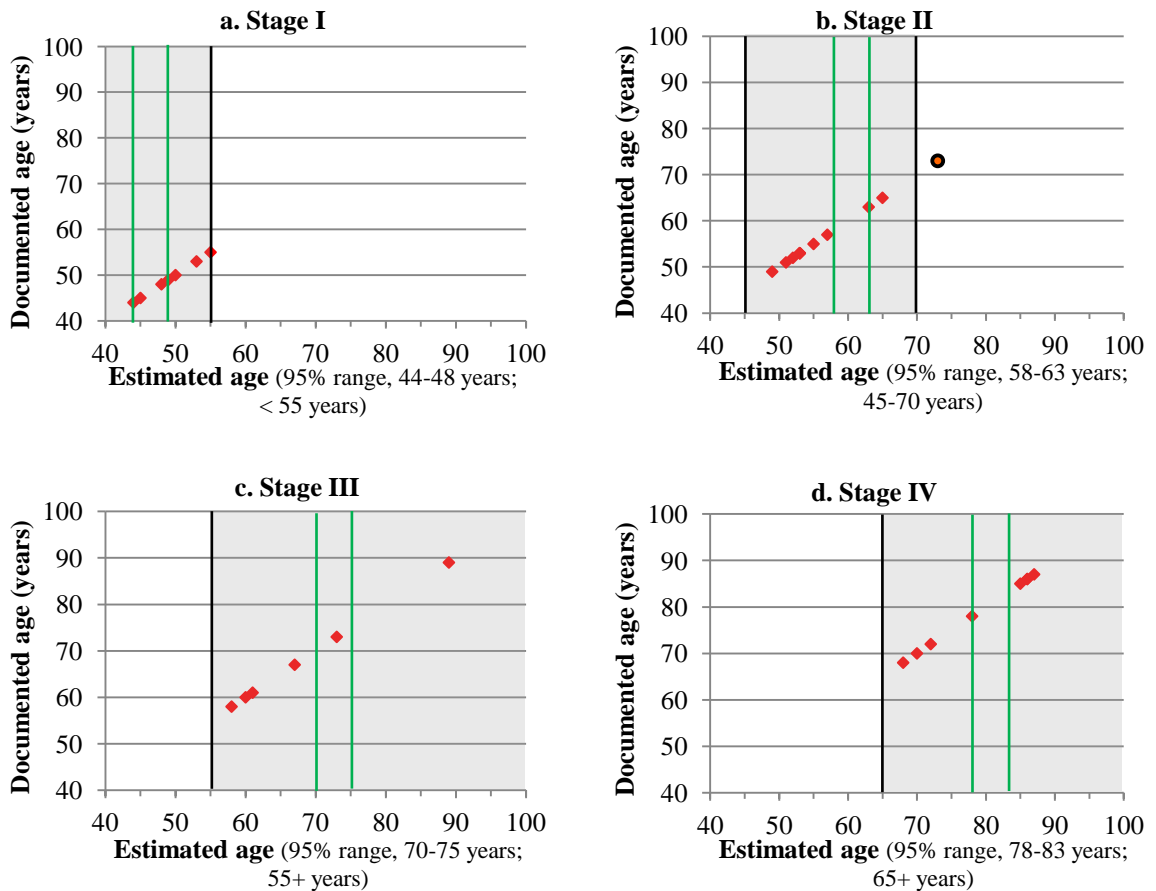 a. Stage I
Documented age (years)
100
90
80
70
60
50
40
40 50 60 70 80 90 100
Estimated age (95% range, 44-48 years;
< 55 years)
b. Stage II
Documented age (years)
100
90
80
70
60
50
40
40 50 60 70 80 90 100
Estimated age (95% range, 58-63 years;
45-70 years)
c. Stage III
Documented age (years)
100
90
80
70
60
50
40
40 50 60 70 80 90 100
Estimated age (95% range, 70-75 years;
55+ years)
d. Stage IV
Documented age (years)
100
90
80
70
60
50
40
40 50 60 70 80 90 100
Estimated age (95% range, 78-83 years;
65+ years)